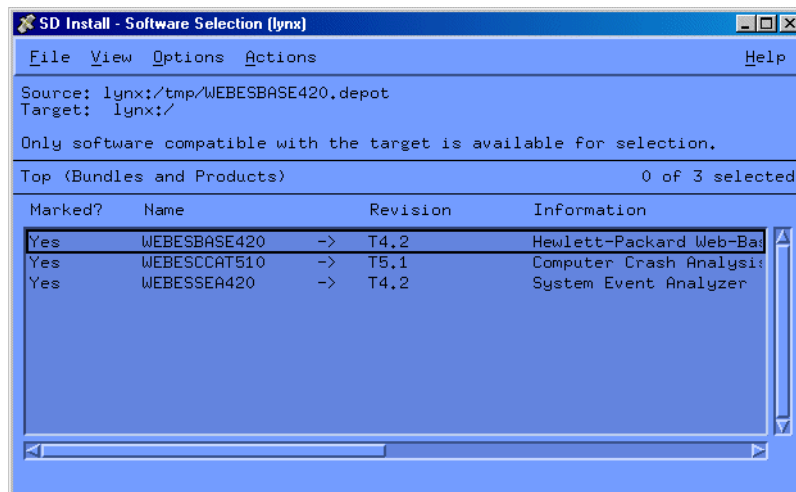 SD Install - Software Selection (lynx)
File View Options Actions Help
Source: lynx:/tmp/WEBESBASE420.depot
Target: lynx:/
Only software compatible with the target is available for selection.
Top (Bundles and Products) 0 of 3 selected
Marked? Name Revision Information
Yes WEBESBASE420 -> T4.2 Hewlett-Packard Web-Bas
Yes WEBESCCAT510 -> T5.1 Computer Crash Analysis
Yes WEBESSEA420 -> T4.2 System Event Analyzer